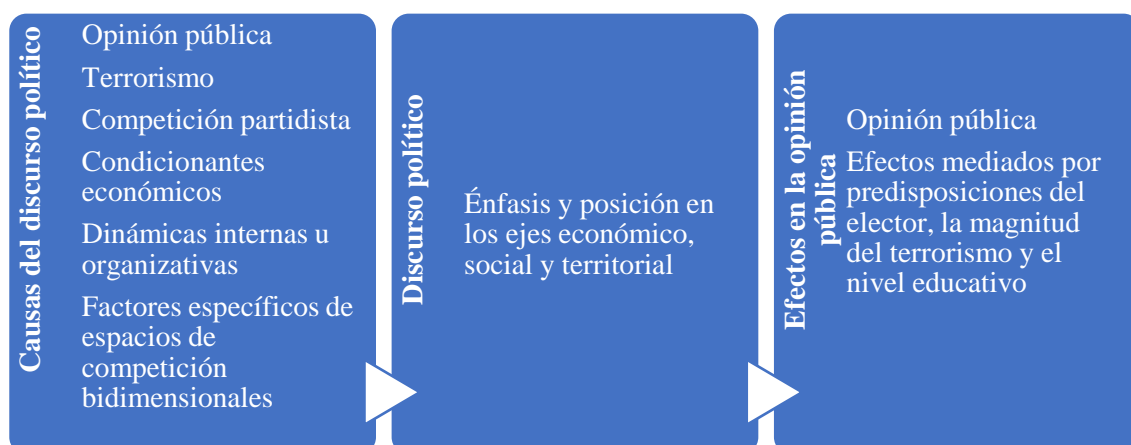 Causas del discurso político
Opinión pública
Terrorismo
Competición partidista
Condicionantes
económicos
Dinámicas internas u
organizativas
Factores específicos de
espacios de
competición
bidimensionales
Discurso político
Énfasis y posición en
los ejes económico,
social y territorial
Efectos en la opinión
pública
Opinión pública
Efectos mediados por
predisposiciones del
elector, la magnitud
del terrorismo y el
nivel educativo